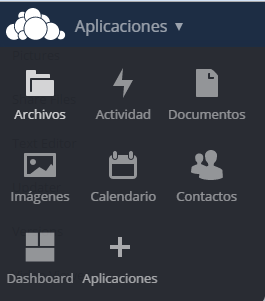 Aplicaciones ▼
Archivos Actividad Documentos
Imágenes Calendario Contactos
Dashboard Aplicaciones